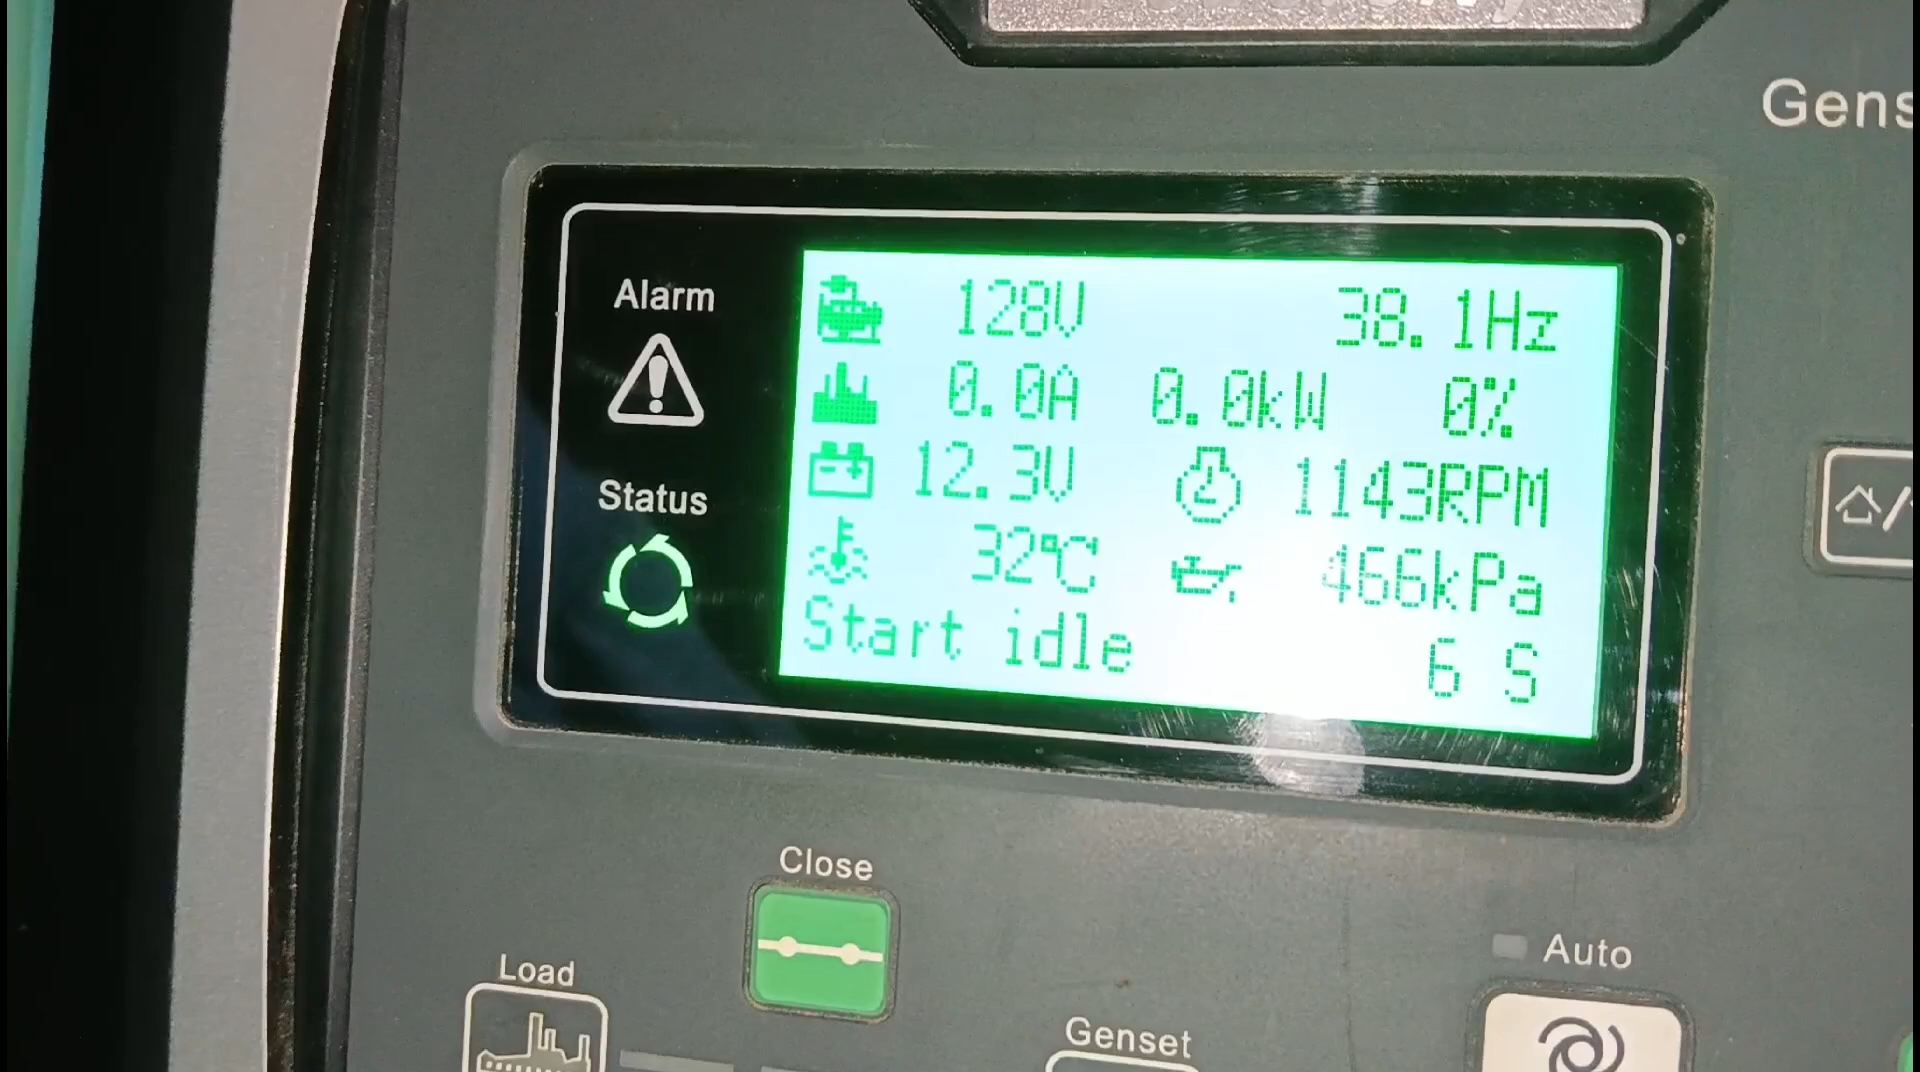 Gens
Alarm
128V 38.1Hz
0.0A 0.0kW 0%
Status
12.3V 1143RPM
32°C 466kPa
Start idle 6 S
Close
Load
Auto
Genset